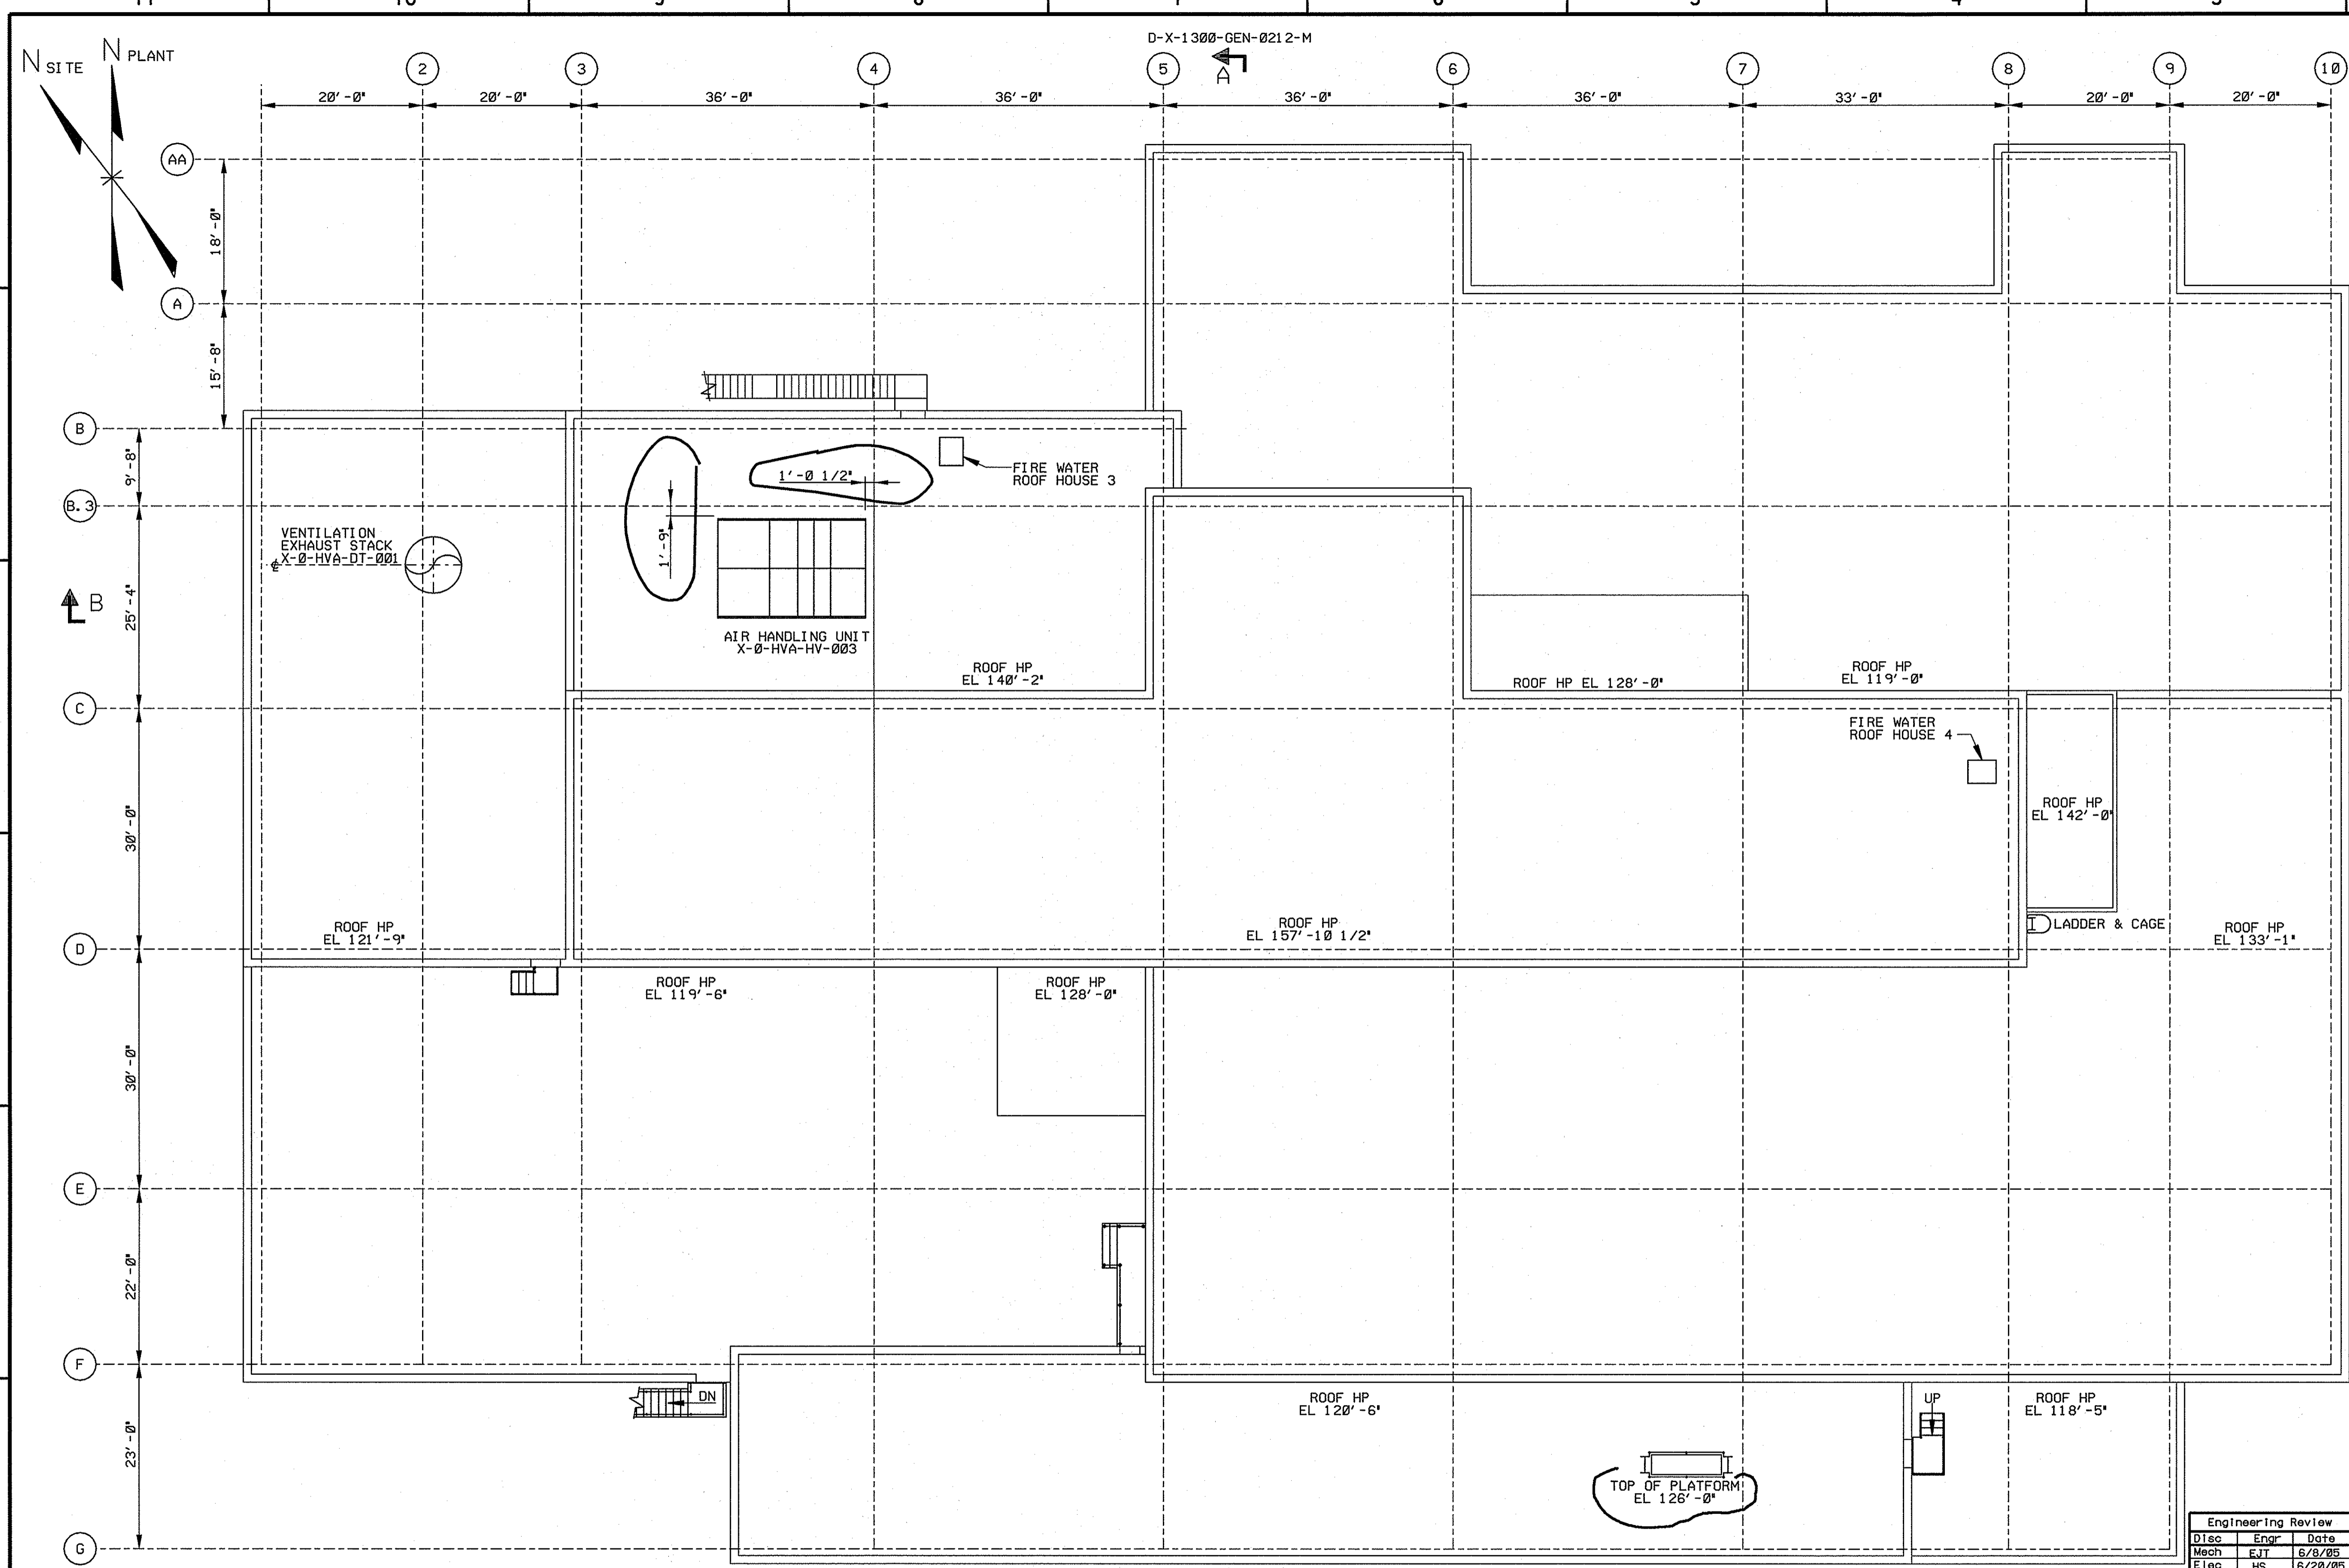 D-X-1300-GEN-0212-M
N SITE
N PLANT
A
2
3
4
5
6
7
8
9
10
20'-0"
20'-0"
36'-0"
36'-0"
36'-0"
36'-0"
33'-0"
20'-0"
20'-0"
AA
18'-0"
A
15'-8"
B
9'-8"
B.3
25'-4"
B
C
30'-0"
D
30'-0"
E
22'-0"
F
23'-0"
G
1'-0 1/2"
1'-9"
FIRE WATER
ROOF HOUSE 3
VENTILATION
EXHAUST STACK
X-0-HVA-DT-001
AIR HANDLING UNIT
X-0-HVA-HV-003
ROOF HP
EL 140'-2"
ROOF HP EL 128'-0"
ROOF HP
EL 119'-0"
FIRE WATER
ROOF HOUSE 4
ROOF HP
EL 142'-0"
LADDER & CAGE
ROOF HP
EL 133'-1"
ROOF HP
EL 121'-9"
ROOF HP
EL 157'-10 1/2"
ROOF HP
EL 119'-6"
ROOF HP
EL 128'-0"
DN
ROOF HP
EL 120'-6"
UP
ROOF HP
EL 118'-5"
TOP OF PLATFORM
EL 126'-0"
Engineering Review
Disc Engr Date
Mech EJT 6/8/05
Elec HS 6/20/05